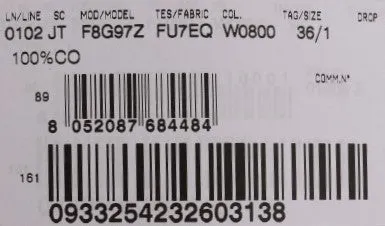 LN/LINE SC MOD/MODEL TES/FABRIC COL. TAG/SIZE DROP
0102 JT F8G97Z FU7EQ W0800 36/1
100%CO
COMM.N°
89
8 052087 684484
161
0933254232603138